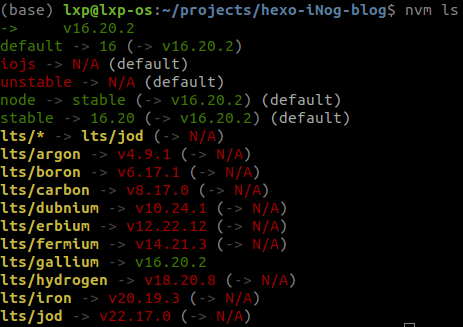 (base) lxp@lxp-os:~/projects/hexo-iNog-blog$ nvm ls
->      v16.20.2
default -> 16 (-> v16.20.2)
iojs -> N/A (default)
unstable -> N/A (default)
node -> stable (-> v16.20.2) (default)
stable -> 16.20 (-> v16.20.2) (default)
lts/* -> lts/jod (-> N/A)
lts/argon -> v4.9.1 (-> N/A)
lts/boron -> v6.17.1 (-> N/A)
lts/carbon -> v8.17.0 (-> N/A)
lts/dubnium -> v10.24.1 (-> N/A)
lts/erbium -> v12.22.12 (-> N/A)
lts/fermium -> v14.21.3 (-> N/A)
lts/gallium -> v16.20.2
lts/hydrogen -> v18.20.8 (-> N/A)
lts/iron -> v20.19.3 (-> N/A)
lts/jod -> v22.17.0 (-> N/A)